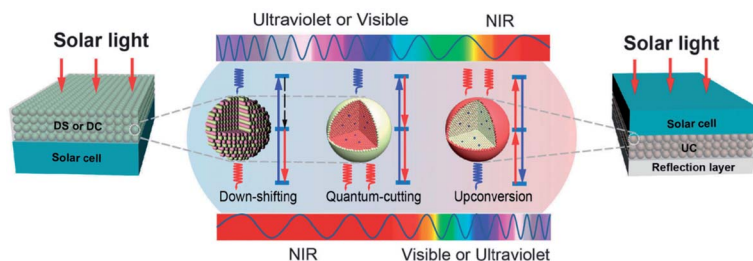 Ultraviolet or Visible
NIR
Solar light
DS or DC
Solar cell
Down-shifting
Quantum-cutting
Upconversion
NIR
Visible or Ultraviolet
Solar light
Solar cell
UC
Reflection layer